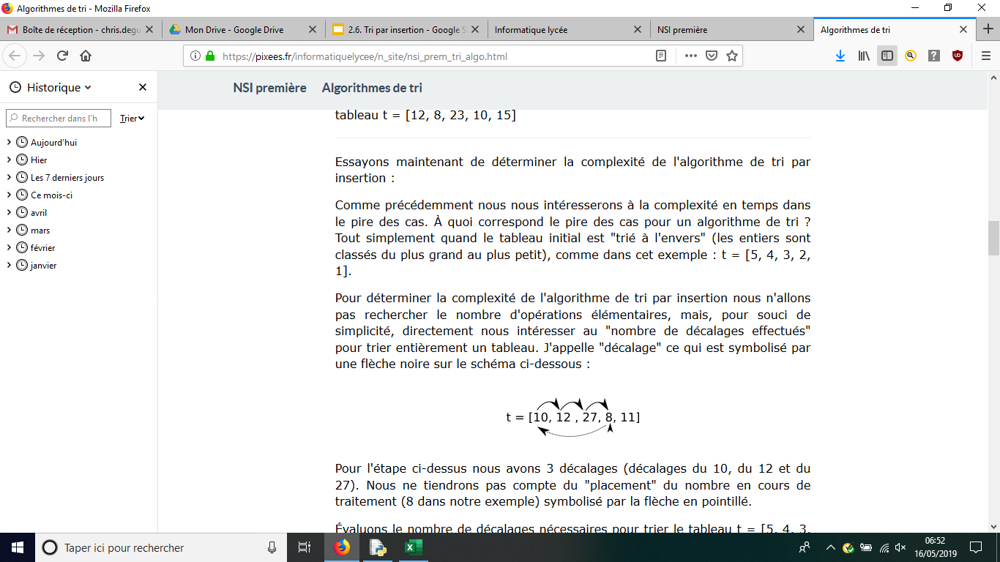 Algorithmes de tri - Mozilla Firefox
Boîte de réception - chris.degu
Mon Drive - Google Drive
2.6. Tri par insertion - Google S
Informatique lycée
NSI première
Algorithmes de tri
https://pixees.fr/informatiquelycee/n_site/nsi_prem_tri_algo.html
Historique
Rechercher dans l'h
Trier
Aujourd'hui
Hier
Les 7 derniers jours
Ce mois-ci
avril
mars
février
janvier
NSI première Algorithmes de tri
tableau t = [12, 8, 23, 10, 15]
Essayons maintenant de déterminer la complexité de l'algorithme de tri par
insertion :
Comme précédemment nous nous intéresserons à la complexité en temps dans
le pire des cas. À quoi correspond le pire des cas pour un algorithme de tri ?
Tout simplement quand le tableau initial est "trié à l'envers" (les entiers sont
classés du plus grand au plus petit), comme dans cet exemple : t = [5, 4, 3, 2,
1].
Pour déterminer la complexité de l'algorithme de tri par insertion nous n'allons
pas rechercher le nombre d'opérations élémentaires, mais, pour souci de
simplicité, directement nous intéresser au "nombre de décalages effectués"
pour trier entièrement un tableau. J'appelle "décalage" ce qui est symbolisé par
une flèche noire sur le schéma ci-dessous :
t = [10, 12 , 27, 8, 11]
Pour l'étape ci-dessus nous avons 3 décalages (décalages du 10, du 12 et du
27). Nous ne tiendrons pas compte du "placement" du nombre en cours de
traitement (8 dans notre exemple) symbolisé par la flèche en pointillé.
Évaluons le nombre de décalages nécessaires pour trier le tableau t = [5, 4, 3,
Taper ici pour rechercher
06:52
16/05/2019